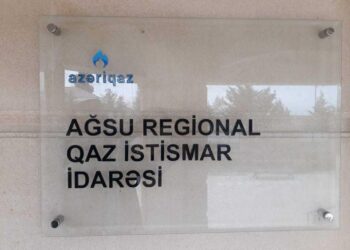 azəriqaz
AĞSU REGIONAL
QAZ İSTİSMAR
İDARƏSİ